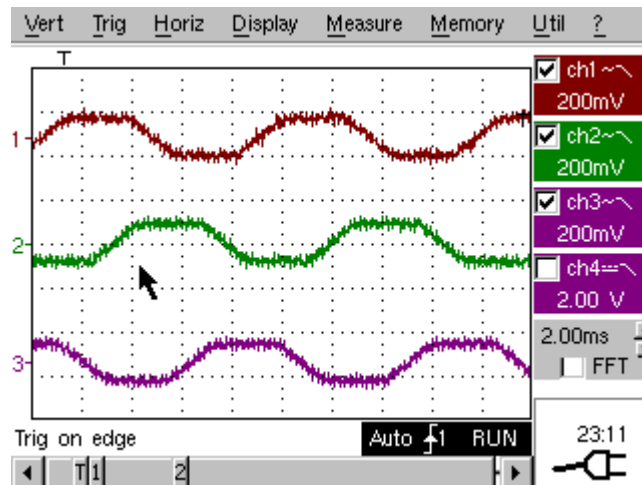 Vert Trig Horiz Display Measure Memory Util ?
T
ch1
200mV
1
ch2
200mV
2
ch3
200mV
ch4
2.00 V
3
2.00ms
FFT
Trig on edge Auto 1 RUN
23:11
T 1 2